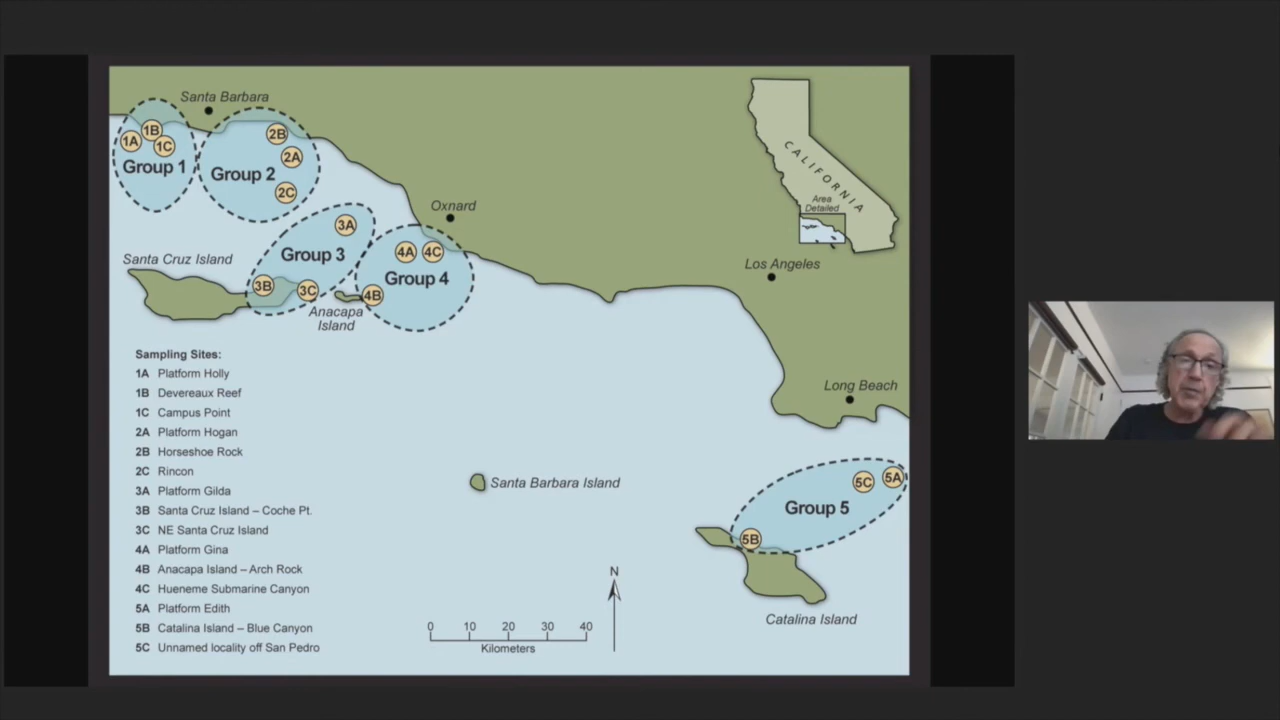 Santa Barbara
1B
1A
1C
Group 1
2B
2A
Group 2
2C
Oxnard
3A
Group 3
4A
4C
Group 4
Santa Cruz Island
3B
3C
4B
Anacapa
Island
CALIFORNIA
Area
Detailed
Los Angeles
Long Beach
Sampling Sites:
1A Platform Holly
1B Devereaux Reef
1C Campus Point
2A Platform Hogan
2B Horseshoe Rock
2C Rincon
3A Platform Gilda
3B Santa Cruz Island – Coche Pt.
3C NE Santa Cruz Island
4A Platform Gina
4B Anacapa Island – Arch Rock
4C Hueneme Submarine Canyon
5A Platform Edith
5B Catalina Island – Blue Canyon
5C Unnamed locality off San Pedro
Santa Barbara Island
5C
5A
Group 5
5B
Catalina Island
N
0 10 20 30 40
Kilometers